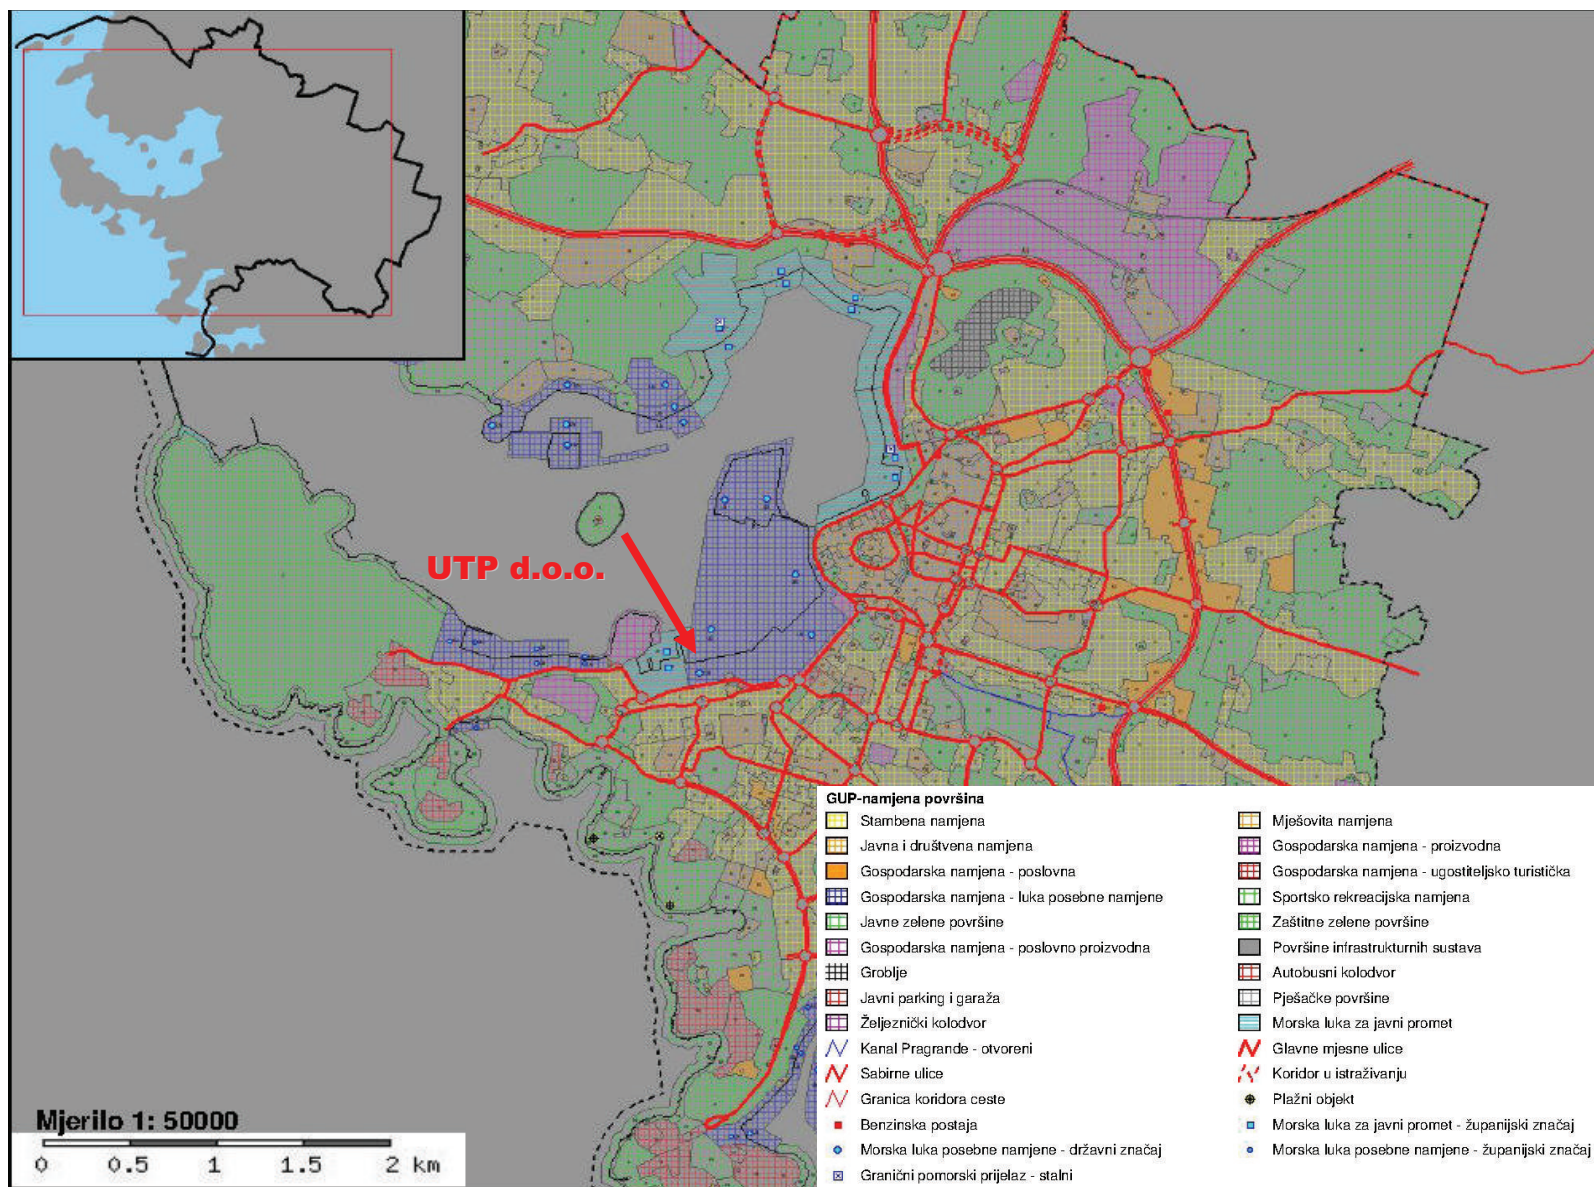 UTP d.o.o.
GUP-namjena površina
Stambena namjena
Javna i društvena namjena
Gospodarska namjena - poslovna
Gospodarska namjena - luka posebne namjene
Javne zelene površine
Gospodarska namjena - poslovno proizvodna
Groblje
Javni parking i garaža
Željeznički kolodvor
Kanal Pragrande - otvoreni
Sabirne ulice
Granica koridora ceste
Benzinska postaja
Morska luka posebne namjene - državni značaj
Granični pomorski prijelaz - stalni
Mješovita namjena
Gospodarska namjena - proizvodna
Gospodarska namjena - ugostiteljsko turistička
Sportsko rekreacijska namjena
Zaštitne zelene površine
Površine infrastrukturnih sustava
Autobusni kolodvor
Pješačke površine
Morska luka za javni promet
Glavne mjesne ulice
Koridor u istraživanju
Plažni objekt
Morska luka za javni promet - županijski značaj
Morska luka posebne namjene - županijski značaj
Mjerilo 1: 50000
0 0.5 1 1.5 2 km